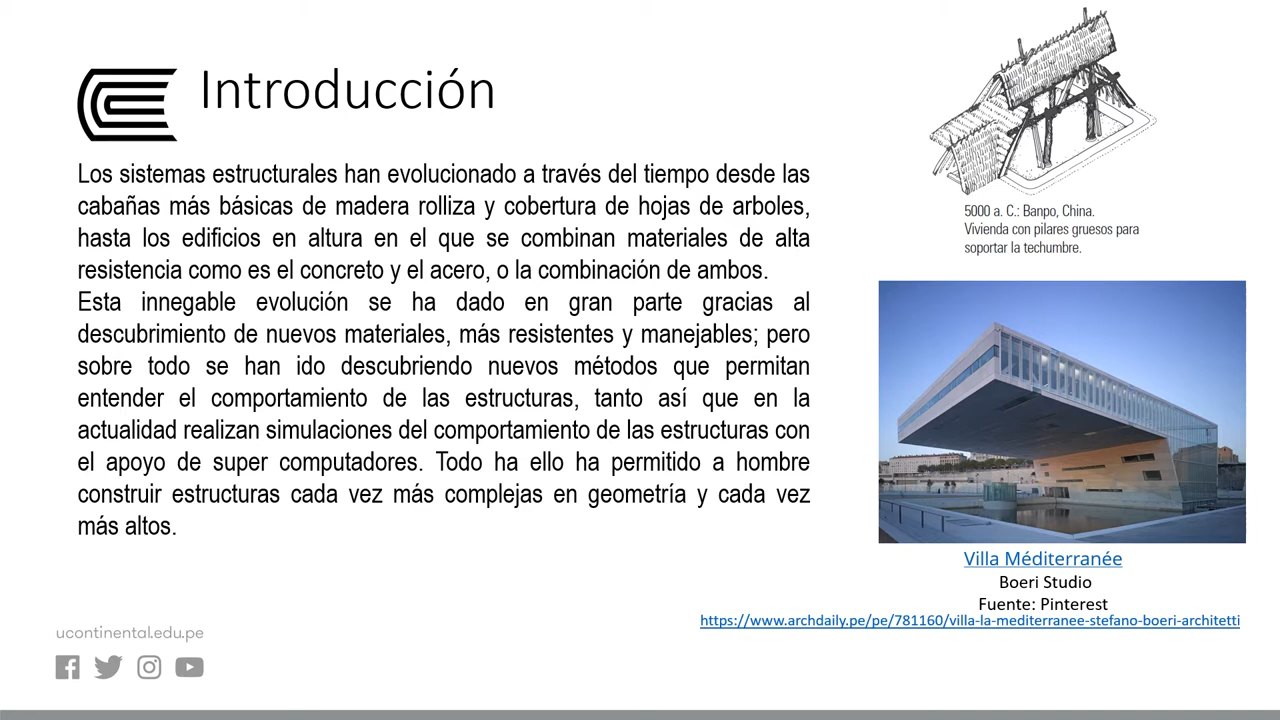 Introducción
Los sistemas estructurales han evolucionado a través del tiempo desde las
cabañas más básicas de madera rolliza y cobertura de hojas de arboles,
hasta los edificios en altura en el que se combinan materiales de alta
resistencia como es el concreto y el acero, o la combinación de ambos.
Esta innegable evolución se ha dado en gran parte gracias al
descubrimiento de nuevos materiales, más resistentes y manejables; pero
sobre todo se han ido descubriendo nuevos métodos que permitan
entender el comportamiento de las estructuras, tanto así que en la
actualidad realizan simulaciones del comportamiento de las estructuras con
el apoyo de super computadores. Todo ha ello ha permitido a hombre
construir estructuras cada vez más complejas en geometría y cada vez
más altos.
5000 a. C.: Banpo, China.
Vivienda con pilares gruesos para
soportar la techumbre.
Villa Méditerranée
Boeri Studio
Fuente: Pinterest
https://www.archdaily.pe/pe/781160/villa-la-mediterranee-stefano-boeri-architetti
ucontinental.edu.pe